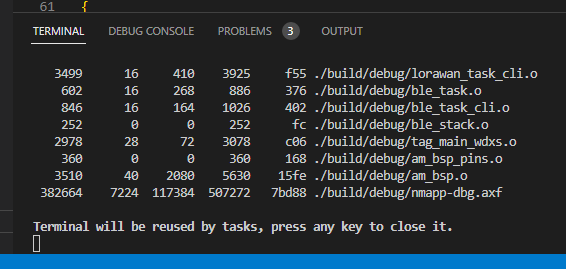 61 {
TERMINAL DEBUG CONSOLE PROBLEMS 3 OUTPUT
3499 16 410 3925 f55 ./build/debug/lorawan_task_cli.o
602 16 268 886 376 ./build/debug/ble_task.o
846 16 164 1026 402 ./build/debug/ble_task_cli.o
252 0 0 252 fc ./build/debug/ble_stack.o
2978 28 72 3078 c06 ./build/debug/tag_main_wdxs.o
360 0 0 360 168 ./build/debug/am_bsp_pins.o
3510 40 2080 5630 15fe ./build/debug/am_bsp.o
382664 7224 117384 507272 7bd88 ./build/debug/nmapp-dbg.axf
Terminal will be reused by tasks, press any key to close it.